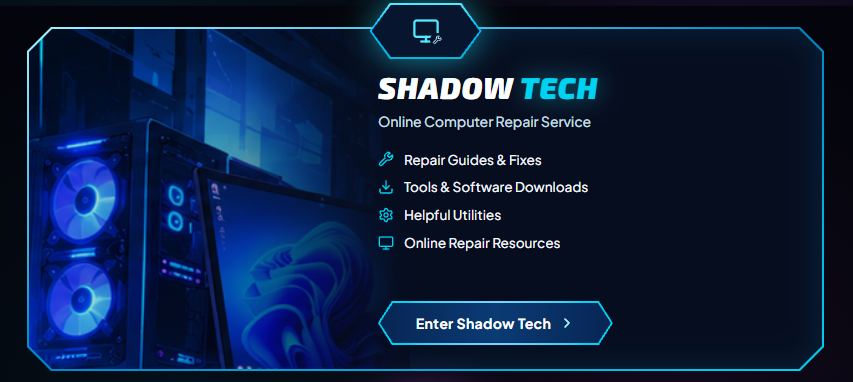 SHADOW TECH
Online Computer Repair Service
Repair Guides & Fixes
Tools & Software Downloads
Helpful Utilities
Online Repair Resources
Enter Shadow Tech